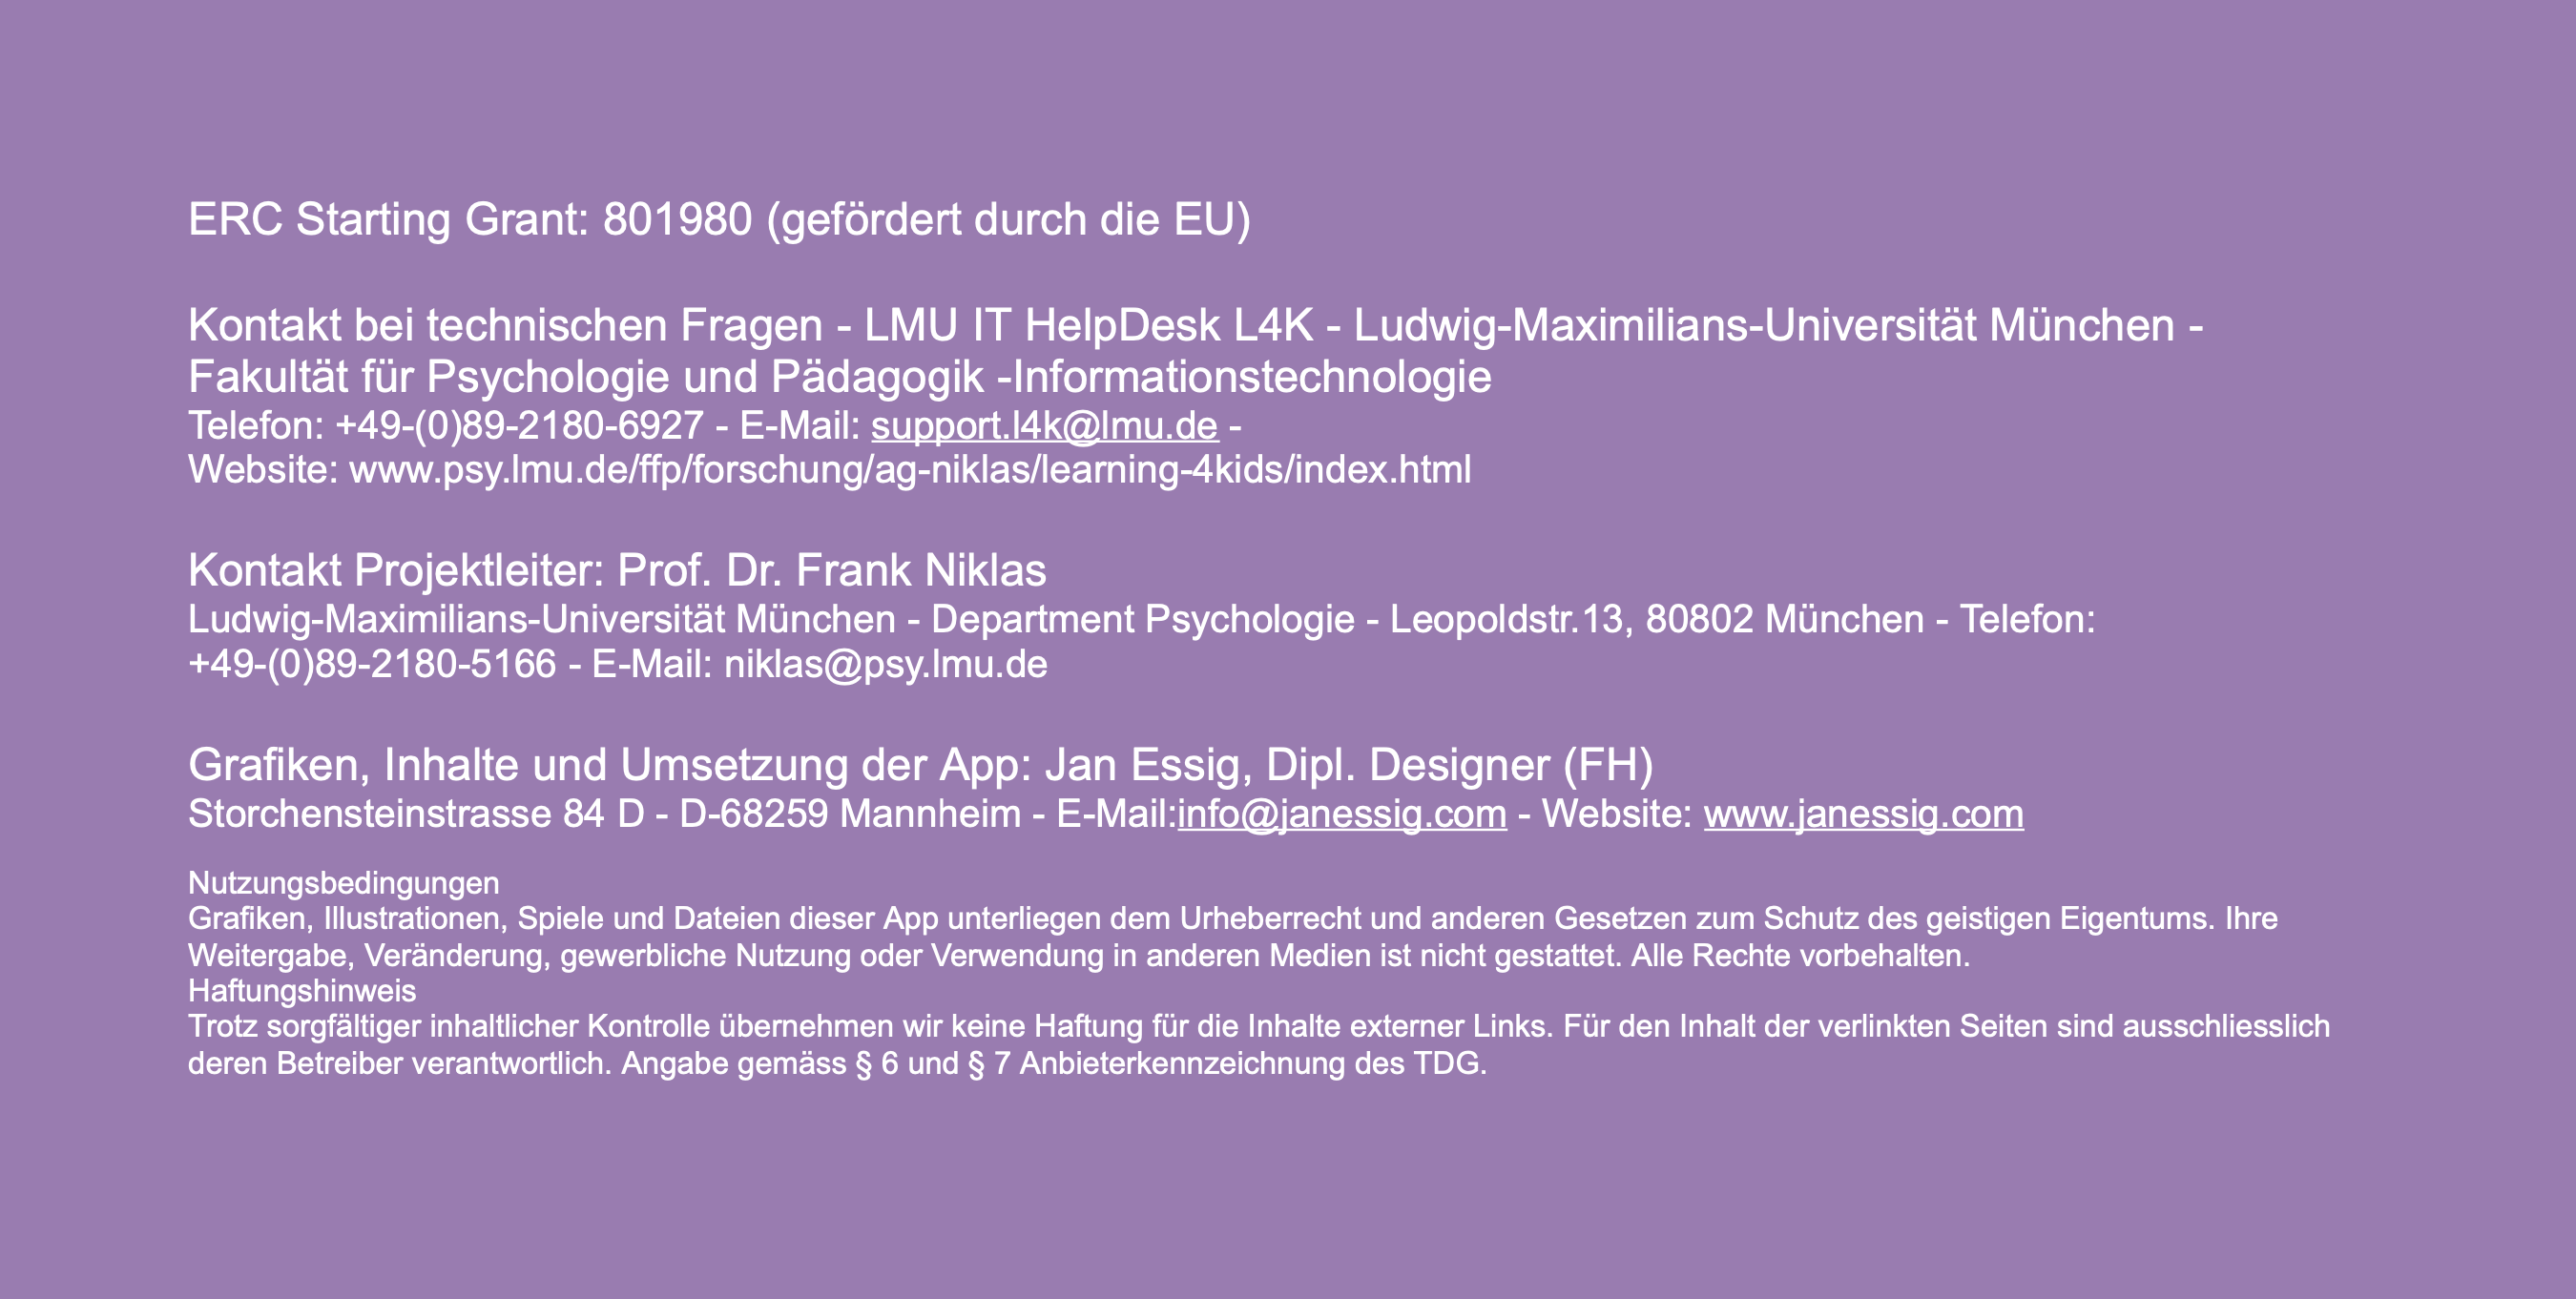 ERC Starting Grant: 801980 (gefördert durch die EU)
Kontakt bei technischen Fragen - LMU IT HelpDesk L4K - Ludwig-Maximilians-Universität München -
Fakultät für Psychologie und Pädagogik -Informationstechnologie
Telefon: +49-(0)89-2180-6927 - E-Mail: support.l4k@lmu.de -
Website: www.psy.lmu.de/ffp/forschung/ag-niklas/learning-4kids/index.html
Kontakt Projektleiter: Prof. Dr. Frank Niklas
Ludwig-Maximilians-Universität München - Department Psychologie - Leopoldstr.13, 80802 München - Telefon:
+49-(0)89-2180-5166 - E-Mail: niklas@psy.lmu.de
Grafiken, Inhalte und Umsetzung der App: Jan Essig, Dipl. Designer (FH)
Storchensteinstrasse 84 D - D-68259 Mannheim - E-Mail:info@janessig.com - Website: www.janessig.com
Nutzungsbedingungen
Grafiken, Illustrationen, Spiele und Dateien dieser App unterliegen dem Urheberrecht und anderen Gesetzen zum Schutz des geistigen Eigentums. Ihre
Weitergabe, Veränderung, gewerbliche Nutzung oder Verwendung in anderen Medien ist nicht gestattet. Alle Rechte vorbehalten.
Haftungshinweis
Trotz sorgfältiger inhaltlicher Kontrolle übernehmen wir keine Haftung für die Inhalte externer Links. Für den Inhalt der verlinkten Seiten sind ausschliesslich
deren Betreiber verantwortlich. Angabe gemäss § 6 und § 7 Anbieterkennzeichnung des TDG.